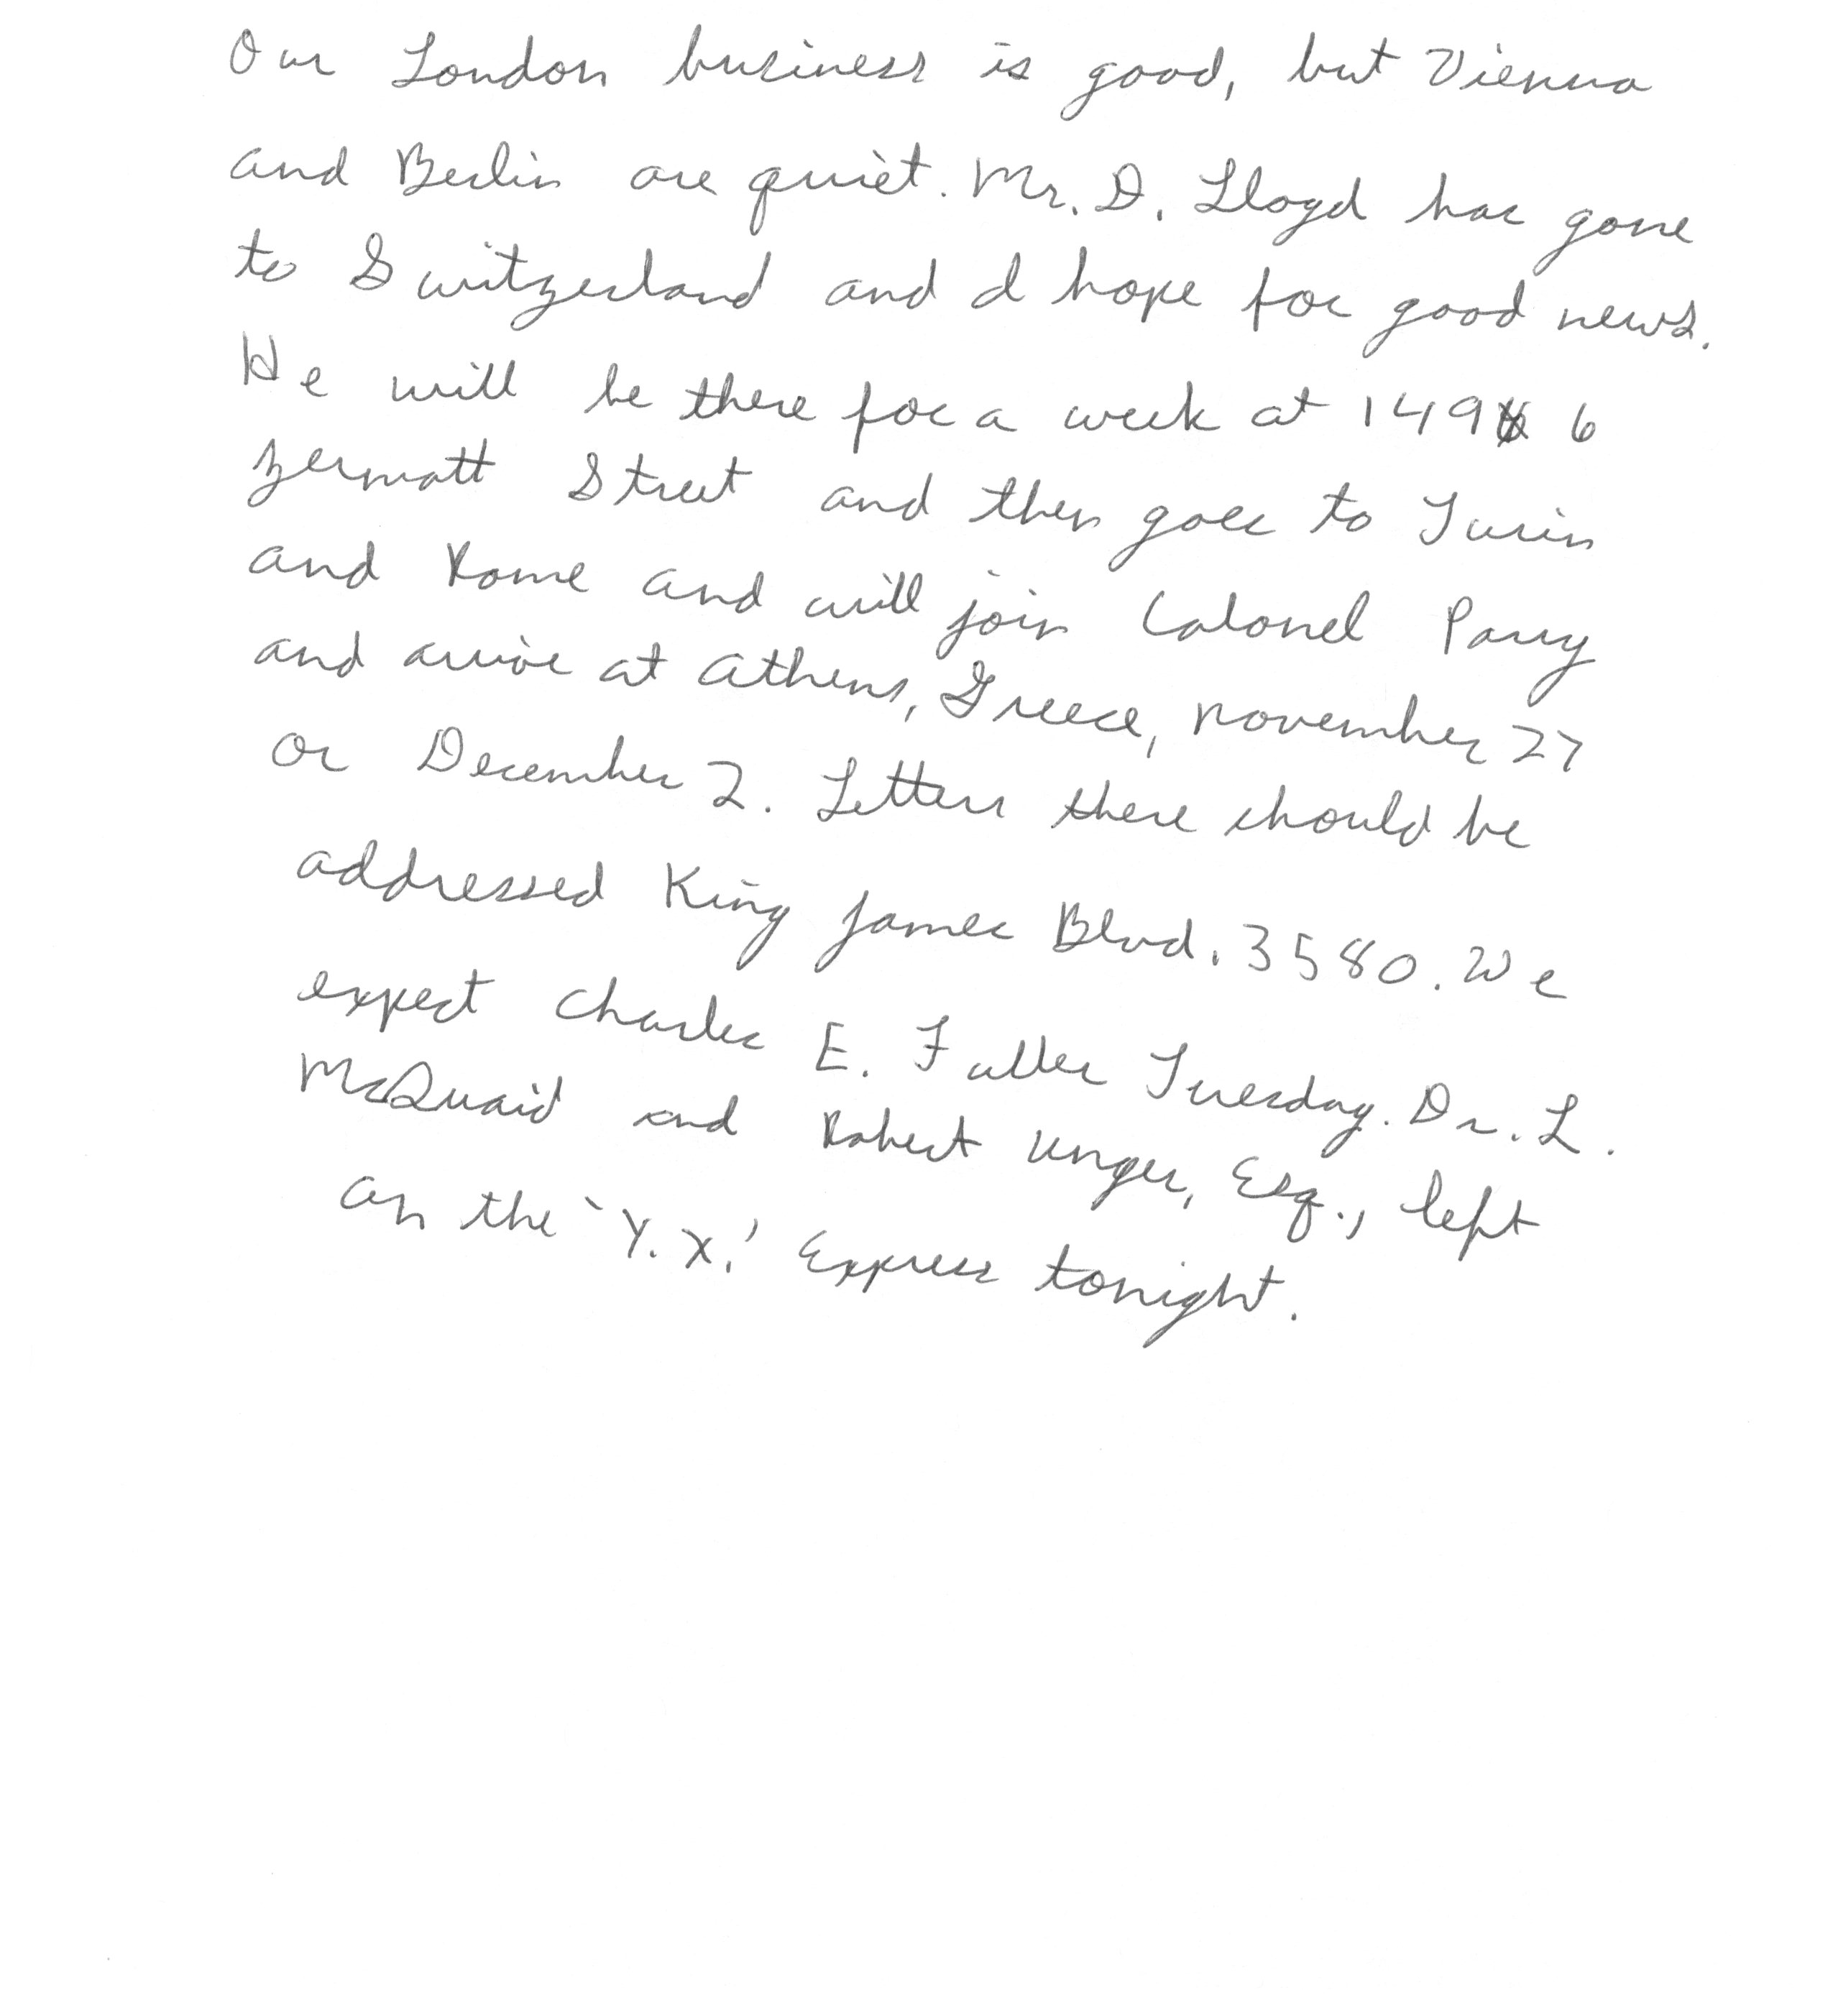 Our London business is good, but Vienna
and Berlin are quiet. Mr. D. Lloyd has gone
to Switzerland and I hope for good news.
He will be there for a week at 149 6
Zermatt Street and then goes to Turin
and Rome and will join Colonel Parry
and arrive at Athens, Greece, November 27
or December 2. Letters there should be
addressed King James Blvd. 3580. We
expect Charles E. Fuller Tuesday. Dr. L.
McQuaid and Robert Unger, Esq., left
on the 'Y. X.' Express tonight.